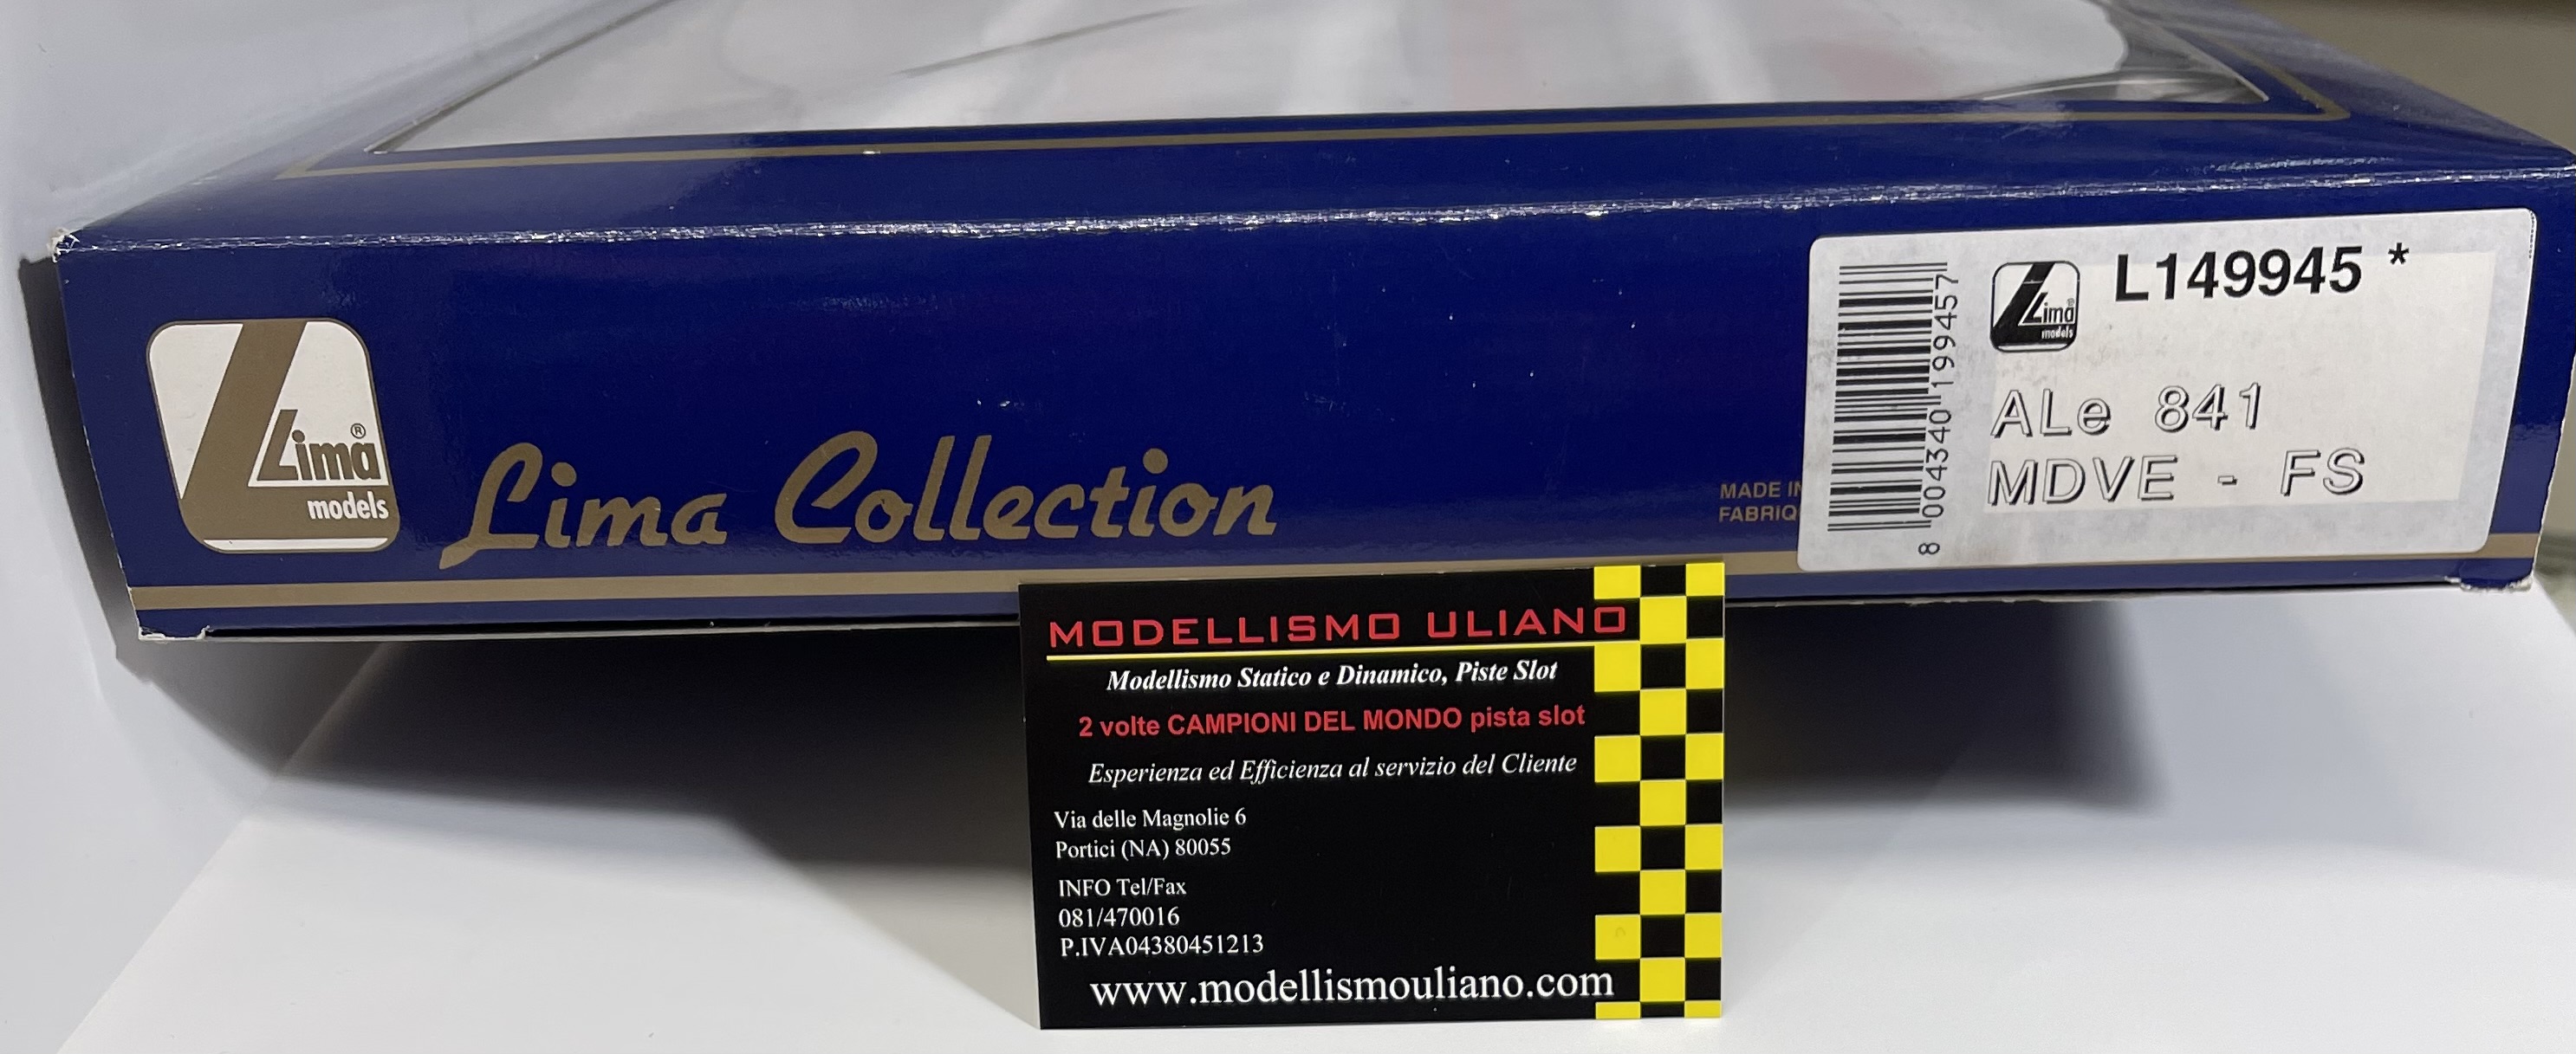 Lima®
models
Lima Collection
MADE IN
FABRIQ
8 004340 199457
Lima®
models
L149945 *
ALe 841
MDVE - FS
MODELLISMO ULIANO
Modellismo Statico e Dinamico, Piste Slot
2 volte CAMPIONI DEL MONDO pista slot
Esperienza ed Efficienza al servizio del Cliente
Via delle Magnolie 6
Portici (NA) 80055
INFO Tel/Fax
081/470016
P.IVA04380451213
www.modellismouliano.com